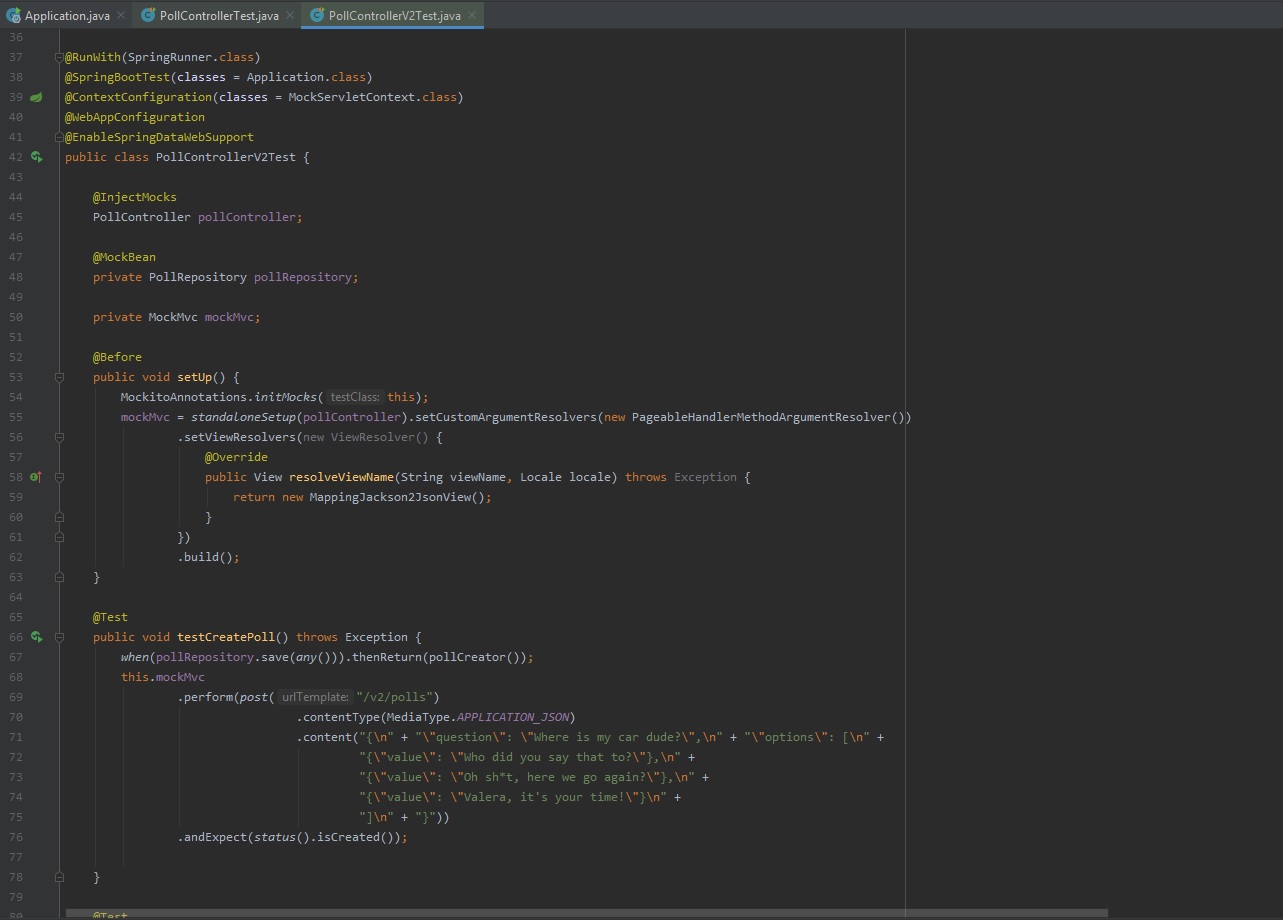 Application.java PollControllerTest.java PollControllerV2Test.java
36
37 @RunWith(SpringRunner.class)
38 @SpringBootTest(classes = Application.class)
39 @ContextConfiguration(classes = MockServletContext.class)
40 @WebAppConfiguration
41 @EnableSpringDataWebSupport
42 public class PollControllerV2Test {
43
44 @InjectMocks
45 PollController pollController;
46
47 @MockBean
48 private PollRepository pollRepository;
49
50 private MockMvc mockMvc;
51
52 @Before
53 public void setUp() {
54 MockitoAnnotations.initMocks( testClass: this);
55 mockMvc = standaloneSetup(pollController).setCustomArgumentResolvers(new PageableHandlerMethodArgumentResolver())
56 .setViewResolvers(new ViewResolver() {
57 @Override
58 public View resolveViewName(String viewName, Locale locale) throws Exception {
59 return new MappingJackson2JsonView();
60 }
61 })
62 .build();
63 }
64
65 @Test
66 public void testCreatePoll() throws Exception {
67 when(pollRepository.save(any())).thenReturn(pollCreator());
68 this.mockMvc
69 .perform(post( urlTemplate: "/v2/polls")
70 .contentType(MediaType.APPLICATION_JSON)
71 .content("{\n" + "\"question\": \"Where is my car dude?\",\n" + "\"options\": [\n" +
72 "{\"value\": \"Who did you say that to?\"},\n" +
73 "{\"value\": \"Oh sh*t, here we go again?\"},\n" +
74 "{\"value\": \"Valera, it's your time!\"}\n" +
75 "]\n" + "}"))
76 .andExpect(status().isCreated());
77
78 }
79
80 @Test